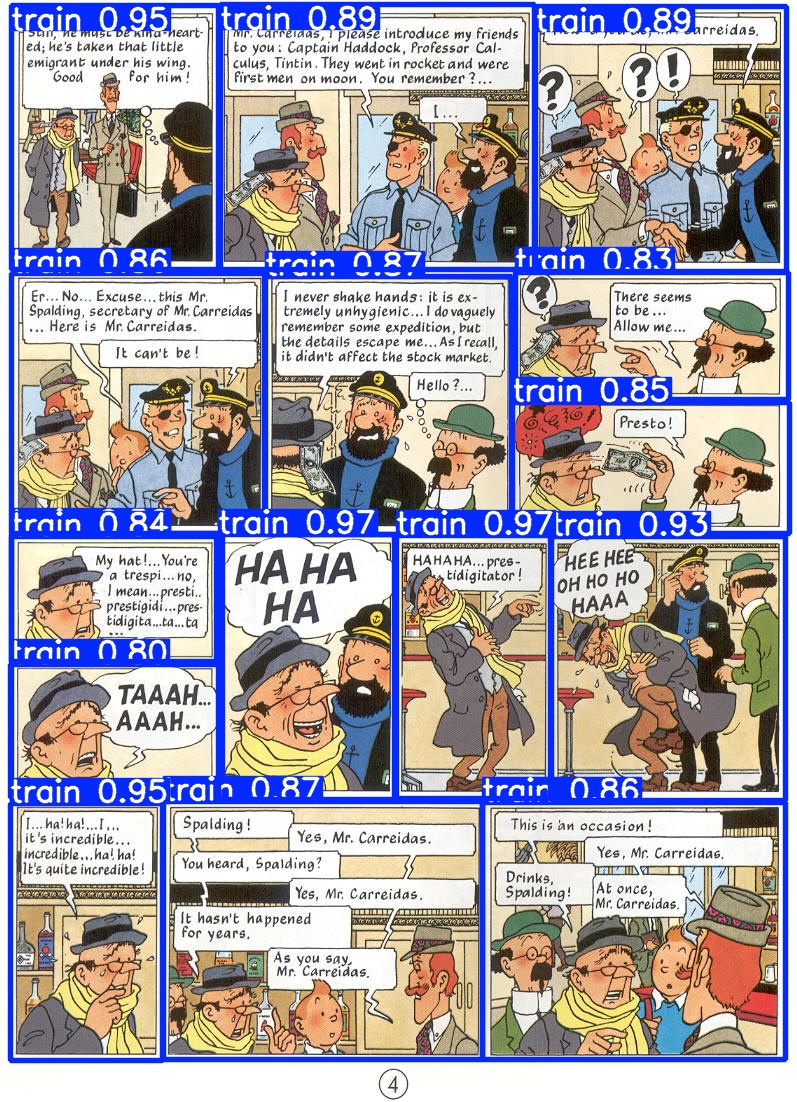 train 0.95
Still, he must be kind-heart-
ed; he's taken that little
emigrant under his wing.
Good for him!
train 0.89
Mr. Carreidas, I please introduce my friends
to you: Captain Haddock, Professor Cal-
culus, Tintin. They went in rocket and were
first men on moon. You remember?...
I...
train 0.89
Carreidas.
?
?
!
train 0.86
Er... No... Excuse... this Mr.
Spalding, secretary of Mr. Carreidas
... Here is Mr. Carreidas.
It can't be!
train 0.87
I never shake hands: it is ex-
tremely unhygienic... I do vaguely
remember some expedition, but
the details escape me... As I recall,
it didn't affect the stock market.
Hello?...
train 0.83
?
There seems
to be...
Allow me...
train 0.85
Presto!
train 0.84
My hat!... You're
a trespi... no,
I mean... presti..
prestigidi... pres-
tidigita...ta...ta
...
train 0.80
TAAAH...
AAAH...
train 0.97
HA HA
HA
train 0.97
HAHAHA... pres-
tidigitator!
train 0.93
HEE HEE
OH HO HO
HAAA
train 0.95
I... ha! ha!... I...
it's incredible...
incredible... ha! ha!
It's quite incredible!
train 0.87
Spalding!
Yes, Mr. Carreidas.
You heard, Spalding?
Yes, Mr. Carreidas.
It hasn't happened
for years.
As you say,
Mr. Carreidas.
train 0.86
This is an occasion!
Yes, Mr. Carreidas.
Drinks,
Spalding!
At once,
Mr. Carreidas.
4